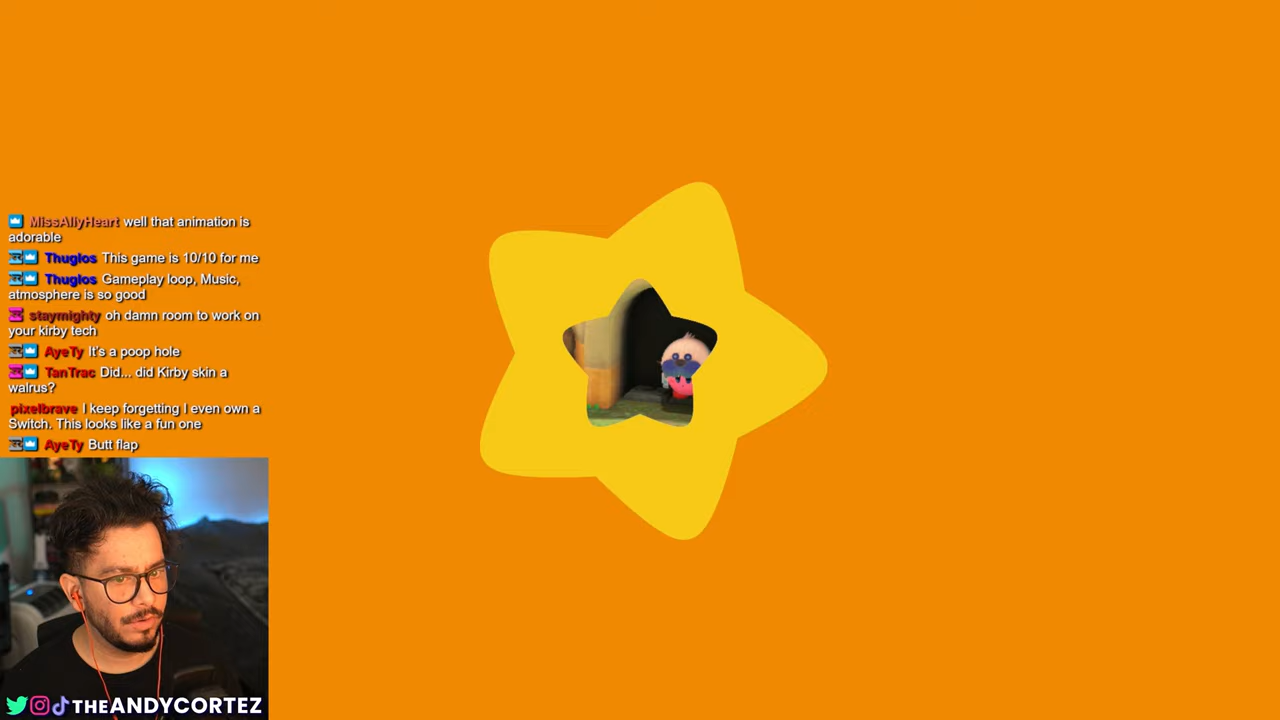 MissAllyHeart well that animation is
adorable
Thuglos This game is 10/10 for me
Thuglos Gameplay loop, Music,
atmosphere is so good
staymighty oh damn room to work on
your kirby tech
AyeTy It's a poop hole
TanTrac Did... did Kirby skin a
walrus?
pixelbrave I keep forgetting I even own a
Switch. This looks like a fun one
AyeTy Butt flap
THEANDYCORTEZ